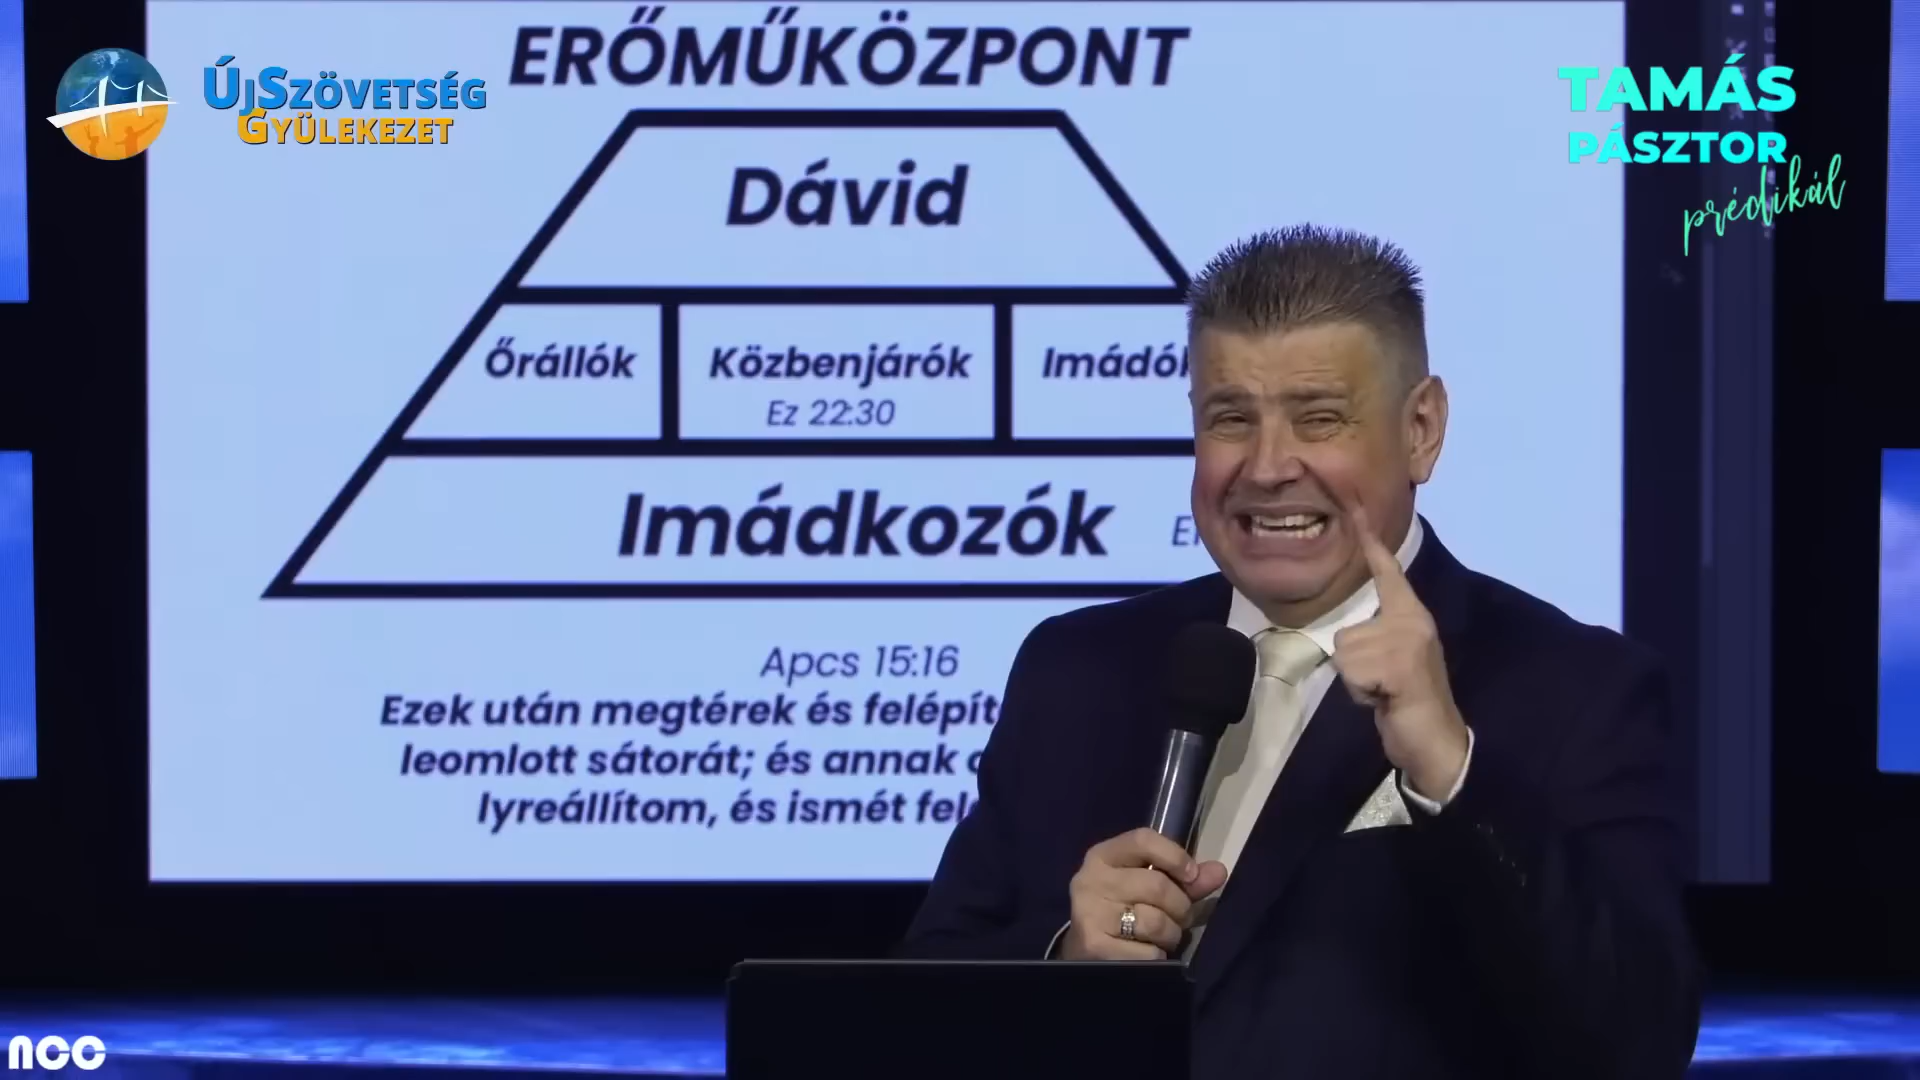 ERŐMŰKÖZPONT
ÚJSZÖVETSÉG
GYÜLEKEZET
TAMÁS
PÁSZTOR
prédikál
Dávid
Őrállók
Közbenjárók
Ez 22:30
Imádók
Imádkozók
Apcs 15:16
Ezek után megtérek és felépít
leomlott sátorát; és annak
lyreállítom, és ismét fel
ncc